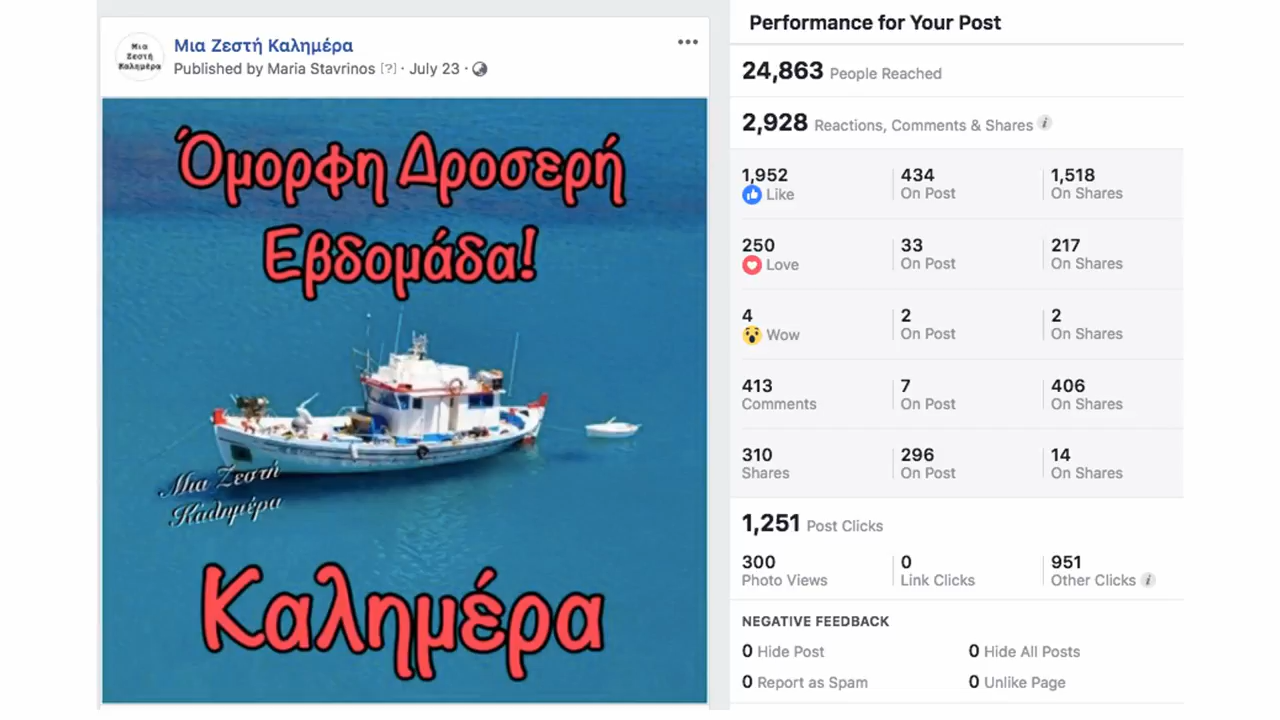 Μια
Ζεστή
Καλημέρα
Μια Ζεστή Καλημέρα
Published by Maria Stavrinos [?] · July 23 ·
Όμορφη Δροσερή
Εβδομάδα!
Μια Ζεστή
Καλημέρα
Καλημέρα
Performance for Your Post
24,863 People Reached
2,928 Reactions, Comments & Shares i
1,952 434 1,518
Like On Post On Shares
250 33 217
Love On Post On Shares
4 2 2
Wow On Post On Shares
413 7 406
Comments On Post On Shares
310 296 14
Shares On Post On Shares
1,251 Post Clicks
300 0 951
Photo Views Link Clicks Other Clicks i
NEGATIVE FEEDBACK
0 Hide Post 0 Hide All Posts
0 Report as Spam 0 Unlike Page